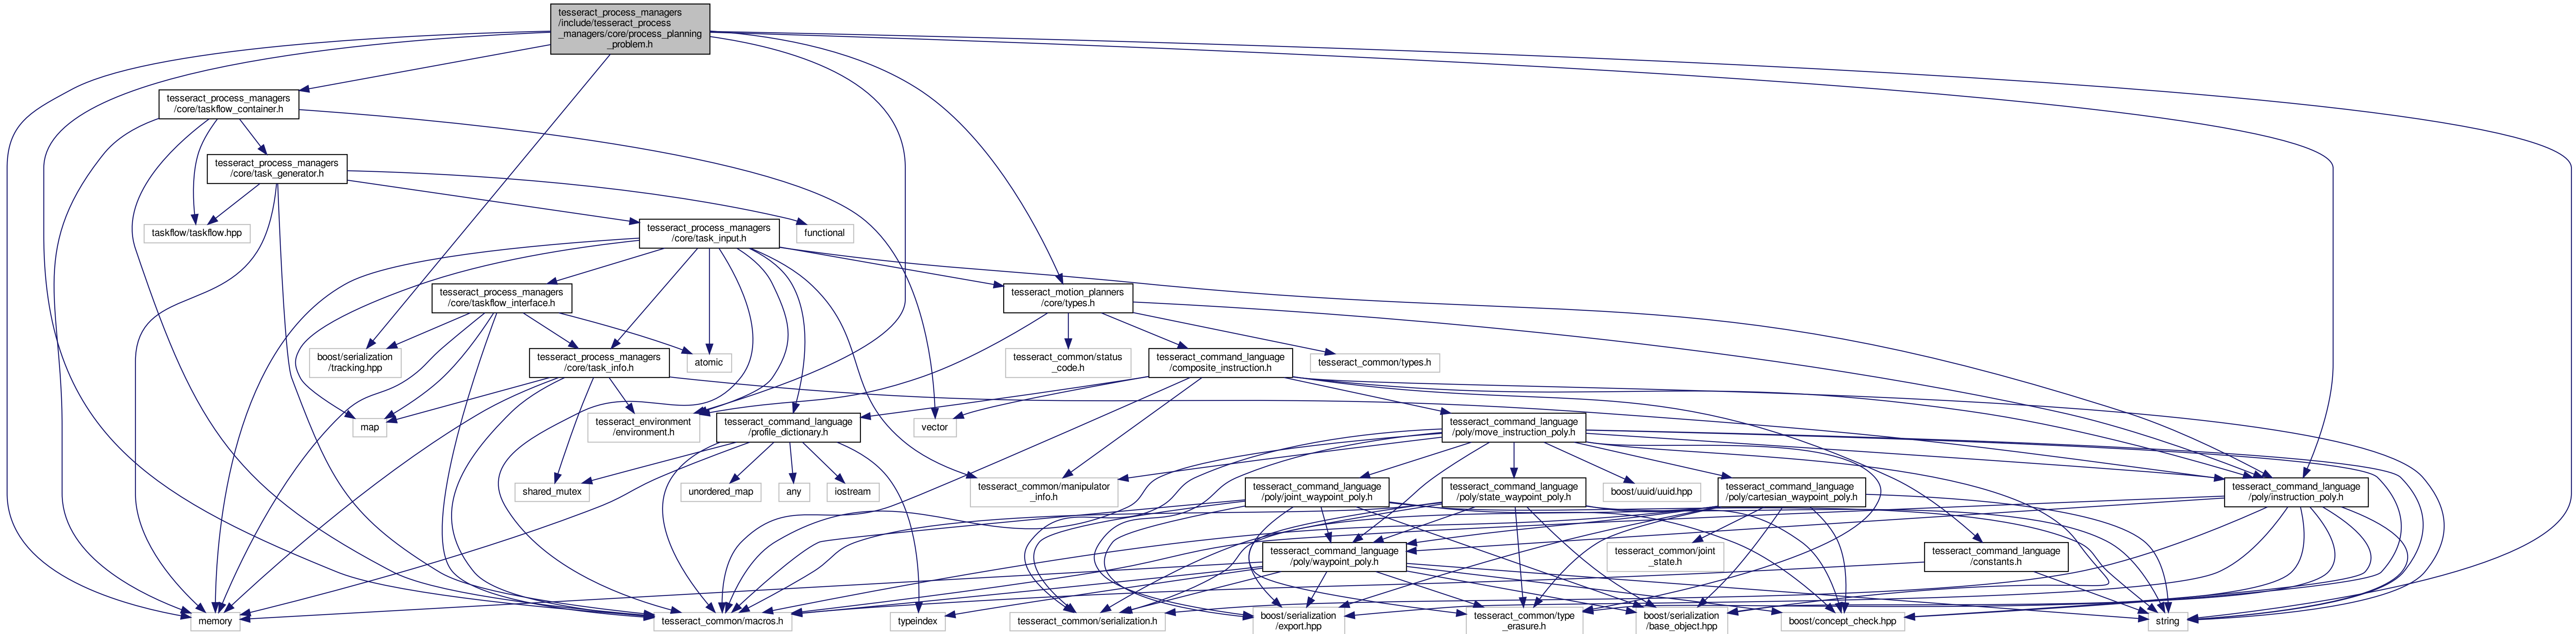 tesseract_process_managers
/include/tesseract_process
_managers/core/process_planning
_problem.h
tesseract_process_managers
/core/taskflow_container.h
tesseract_process_managers
/core/task_generator.h
taskflow/taskflow.hpp
tesseract_process_managers
/core/task_input.h
functional
tesseract_process_managers
/core/taskflow_interface.h
tesseract_motion_planners
/core/types.h
boost/serialization
/tracking.hpp
tesseract_process_managers
/core/task_info.h
atomic
tesseract_common/status
_code.h
tesseract_command_language
/composite_instruction.h
tesseract_common/types.h
map
tesseract_environment
/environment.h
tesseract_command_language
/profile_dictionary.h
vector
tesseract_command_language
/poly/move_instruction_poly.h
shared_mutex
unordered_map
any
iostream
tesseract_common/manipulator
_info.h
tesseract_command_language
/poly/joint_waypoint_poly.h
tesseract_command_language
/poly/state_waypoint_poly.h
boost/uuid/uuid.hpp
tesseract_command_language
/poly/cartesian_waypoint_poly.h
tesseract_command_language
/poly/instruction_poly.h
tesseract_command_language
/poly/waypoint_poly.h
tesseract_common/joint
_state.h
tesseract_command_language
/constants.h
memory
tesseract_common/macros.h
typeindex
tesseract_common/serialization.h
boost/serialization
/export.hpp
tesseract_common/type
_erasure.h
boost/serialization
/base_object.hpp
boost/concept_check.hpp
string